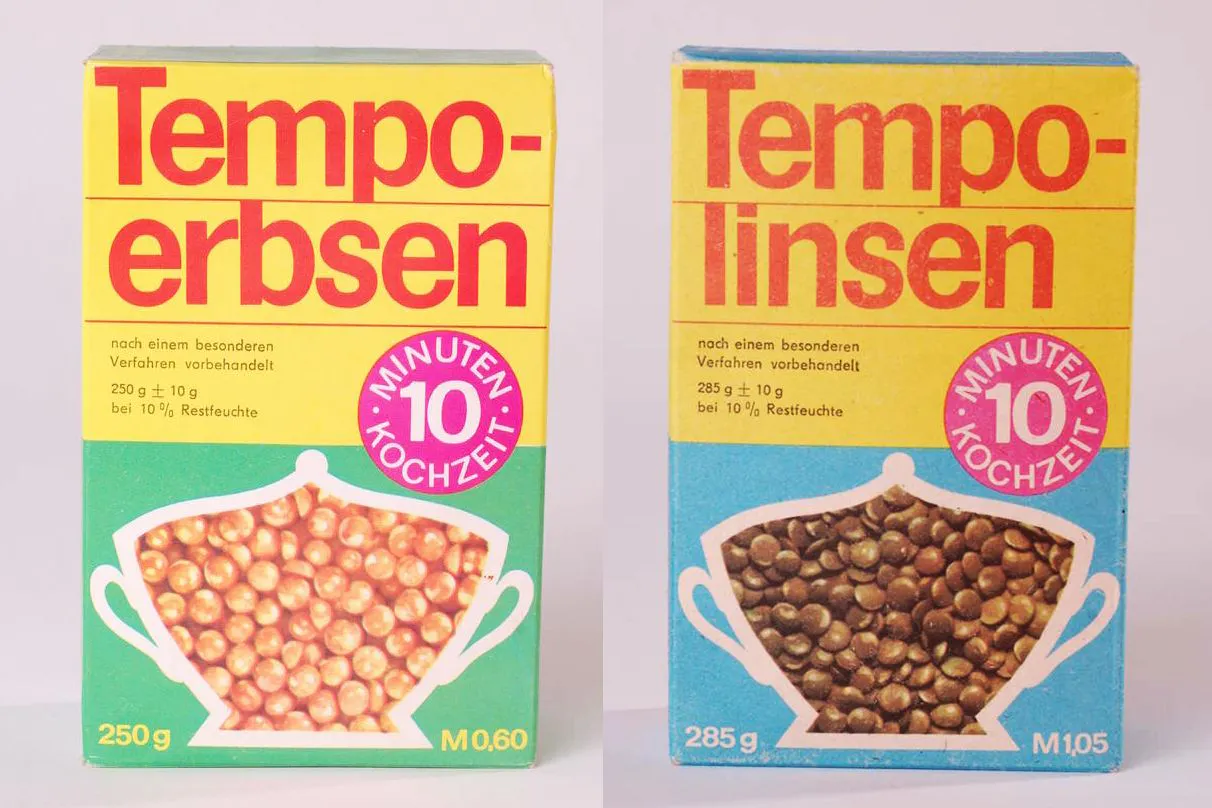 Tempo-
erbsen
nach einem besonderen
Verfahren vorbehandelt
250 g ± 10 g
bei 10 % Restfeuchte
· MINUTEN ·
10
KOCHZEIT
250 g
M 0,60
Tempo-
linsen
nach einem besonderen
Verfahren vorbehandelt
285 g ± 10 g
bei 10 % Restfeuchte
· MINUTEN ·
10
KOCHZEIT
285 g
M 1,05